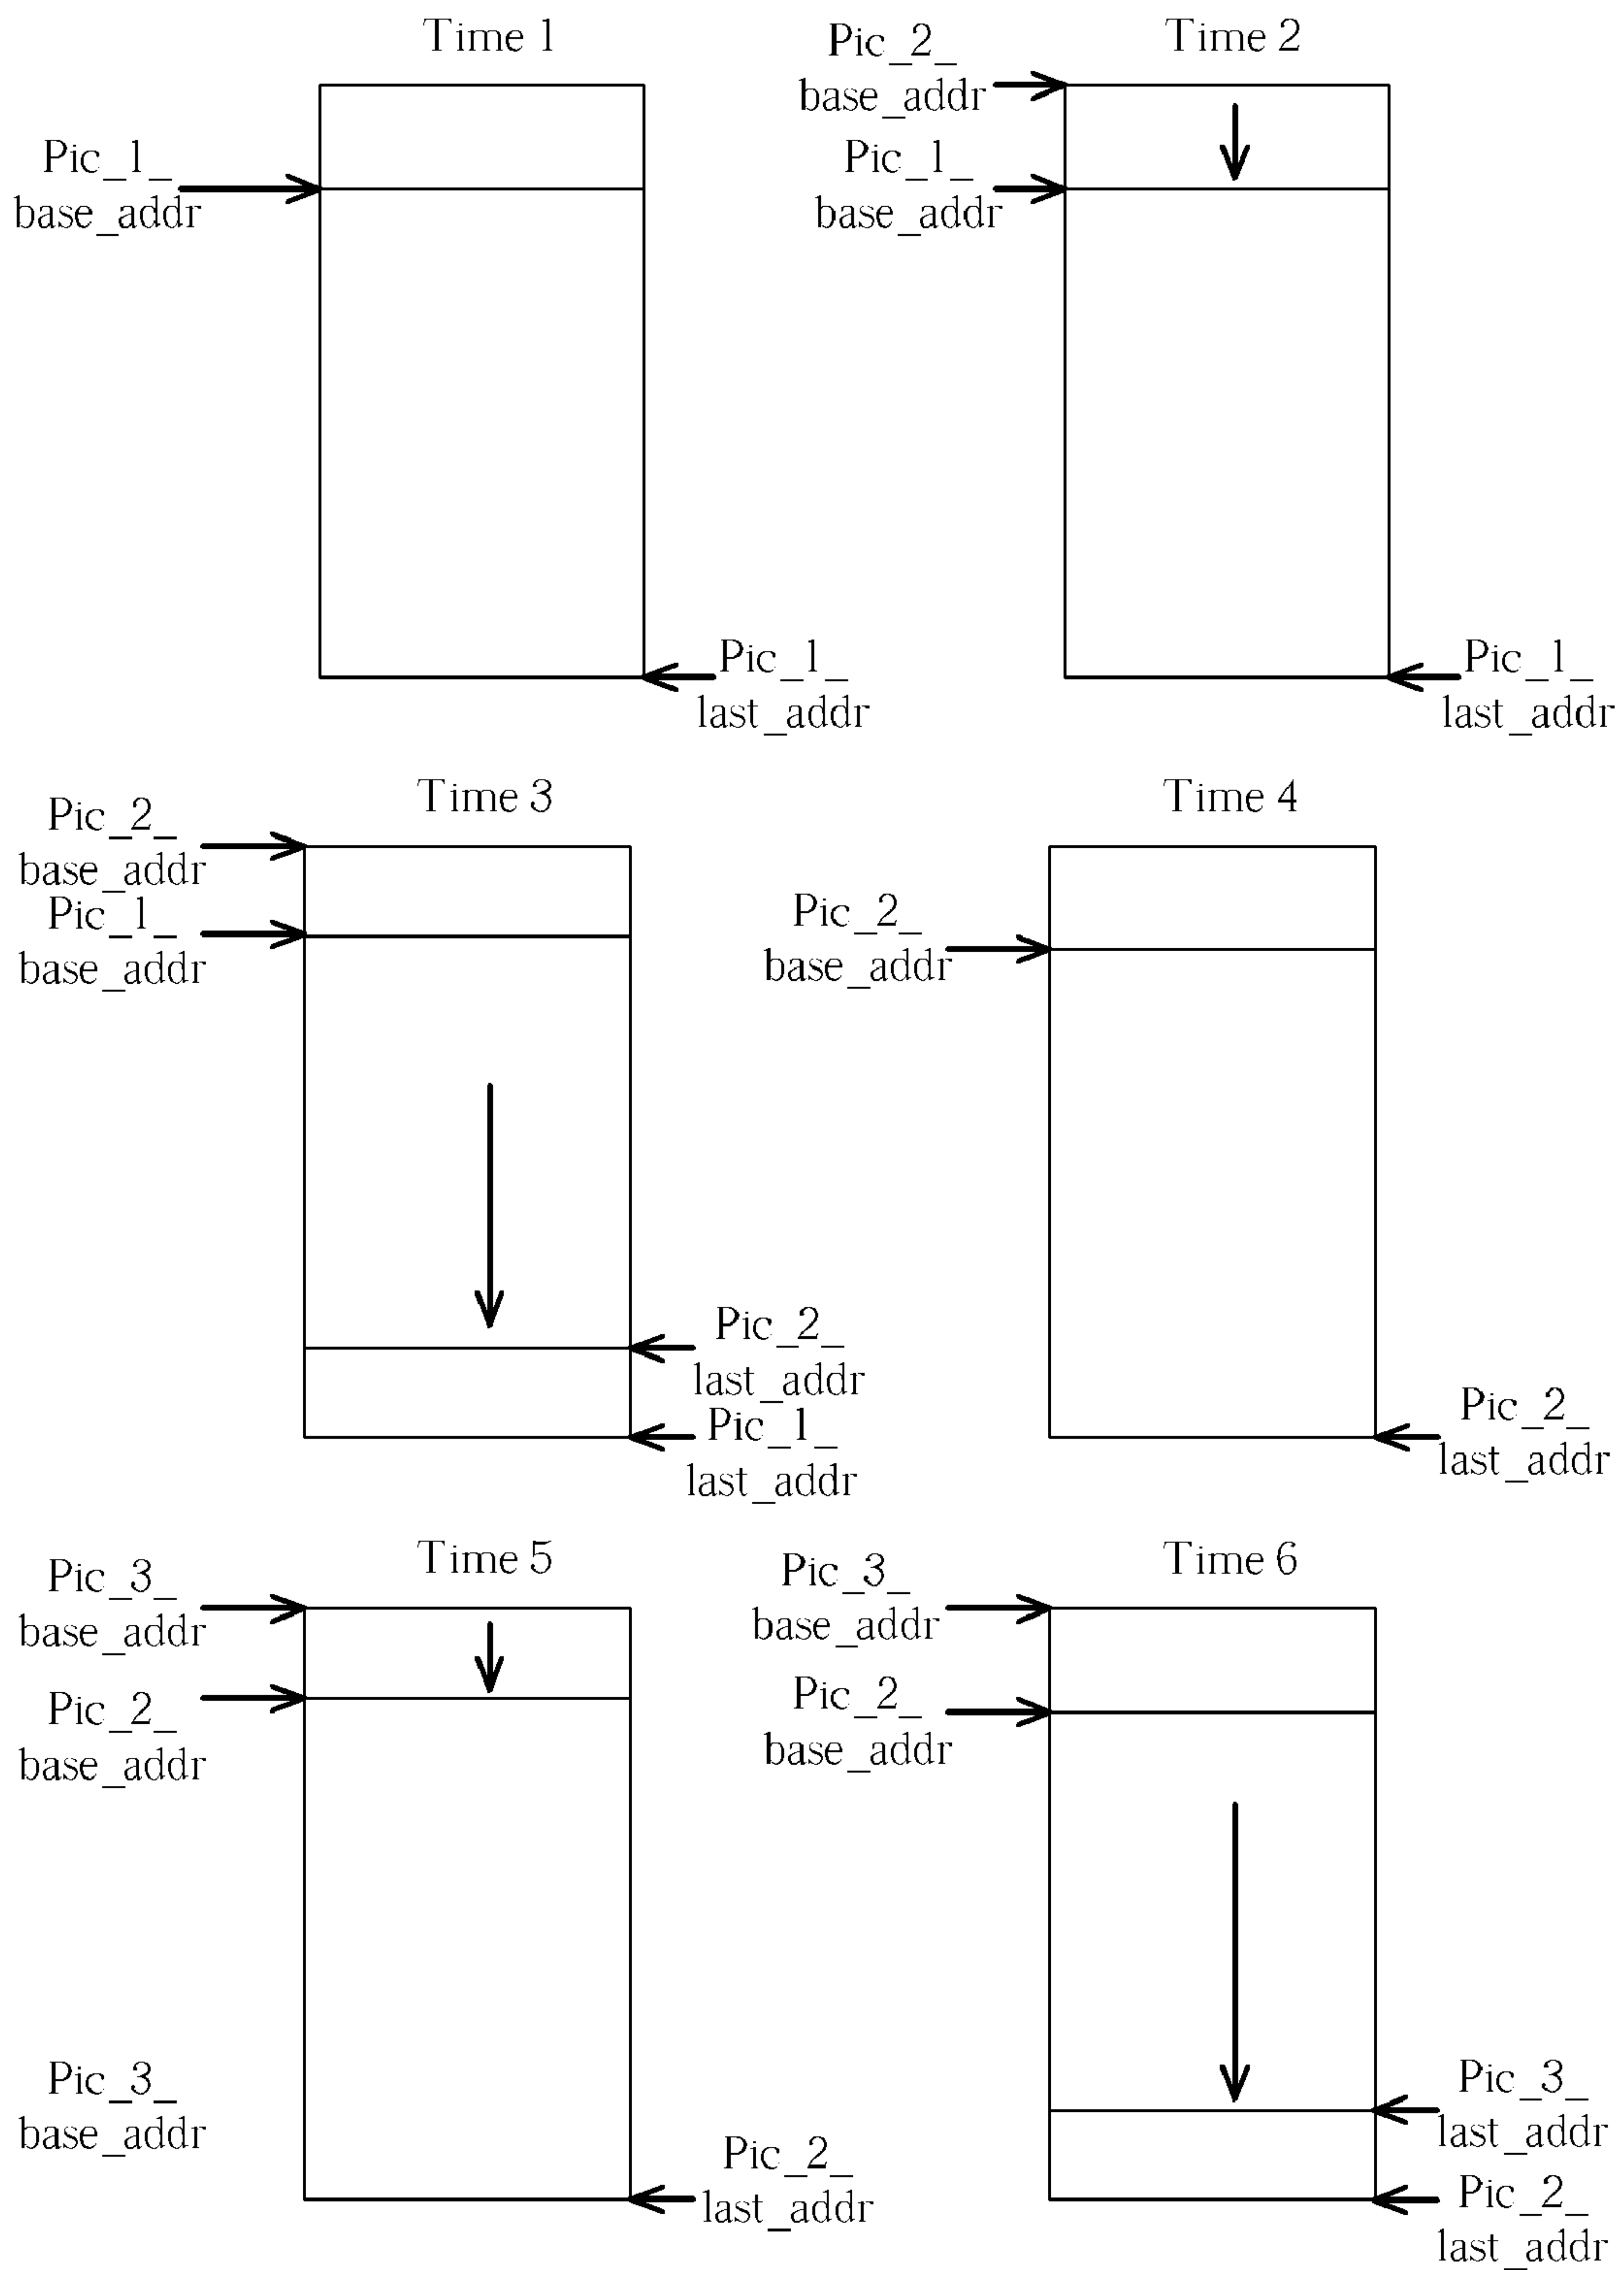 Time 1
Pic_1_
base_addr
Pic_1_
last_addr
Time 2
Pic_2_
base_addr
Pic_1_
base_addr
Pic_1_
last_addr
Time 3
Pic_2_
base_addr
Pic_1_
base_addr
Pic_2_
last_addr
Pic_1_
last_addr
Time 4
Pic_2_
base_addr
Pic_2_
last_addr
Time 5
Pic_3_
base_addr
Pic_2_
base_addr
Pic_3_
base_addr
Pic_2_
last_addr
Time 6
Pic_3_
base_addr
Pic_2_
base_addr
Pic_3_
last_addr
Pic_2_
last_addr